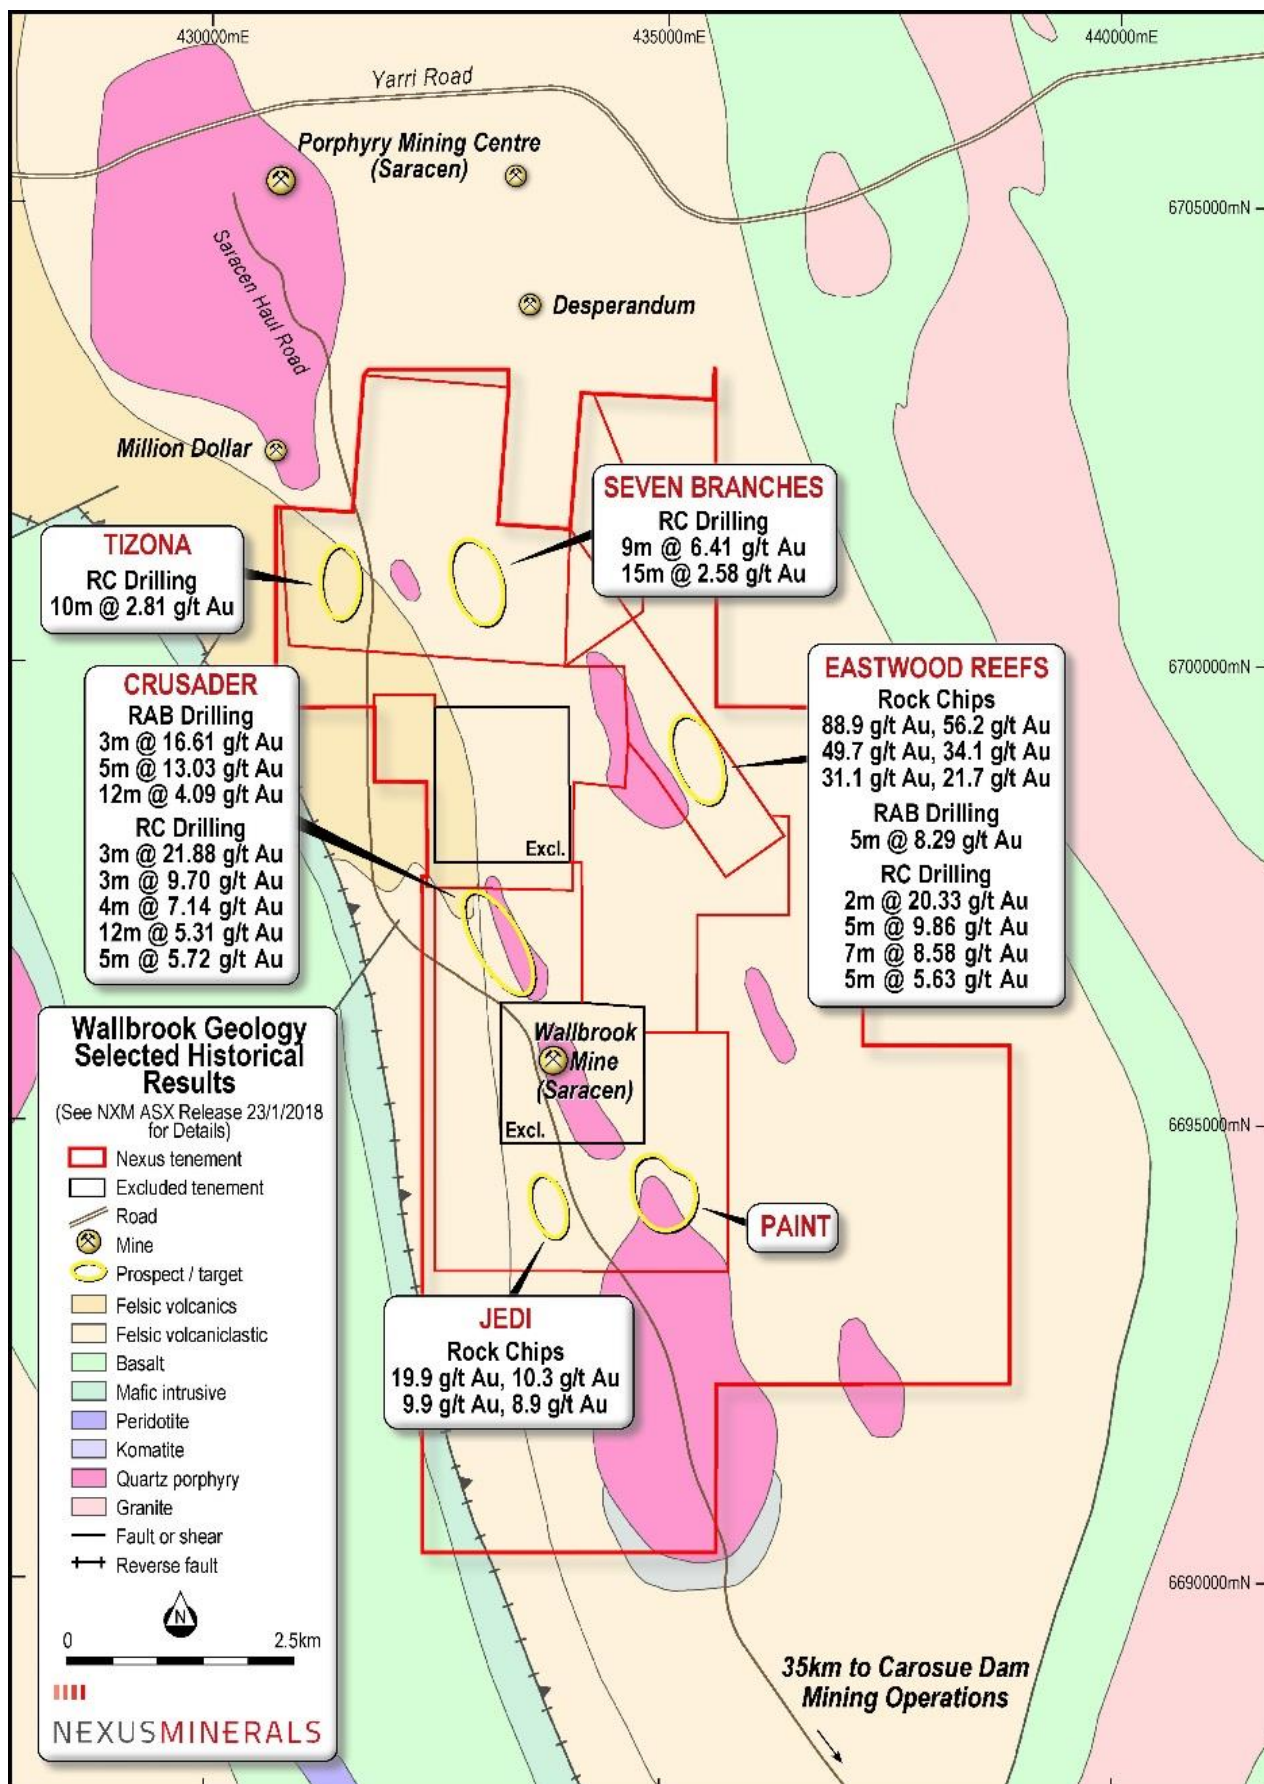 430000mE
435000mE
440000mE
Yarri Road
Porphyry Mining Centre
(Saracen)
6705000mN
Saracen Haul Road
Desperandum
Million Dollar
SEVEN BRANCHES
RC Drilling
9m @ 6.41 g/t Au
15m @ 2.58 g/t Au
TIZONA
RC Drilling
10m @ 2.81 g/t Au
6700000mN
EASTWOOD REEFS
Rock Chips
88.9 g/t Au, 56.2 g/t Au
49.7 g/t Au, 34.1 g/t Au
31.1 g/t Au, 21.7 g/t Au
RAB Drilling
5m @ 8.29 g/t Au
RC Drilling
2m @ 20.33 g/t Au
5m @ 9.86 g/t Au
7m @ 8.58 g/t Au
5m @ 5.63 g/t Au
CRUSADER
RAB Drilling
3m @ 16.61 g/t Au
5m @ 13.03 g/t Au
12m @ 4.09 g/t Au
RC Drilling
3m @ 21.88 g/t Au
3m @ 9.70 g/t Au
4m @ 7.14 g/t Au
12m @ 5.31 g/t Au
5m @ 5.72 g/t Au
Excl.
Wallbrook
Mine
(Saracen)
Excl.
6695000mN
PAINT
JEDI
Rock Chips
19.9 g/t Au, 10.3 g/t Au
9.9 g/t Au, 8.9 g/t Au
6690000mN
35km to Carosue Dam
Mining Operations
Wallbrook Geology
Selected Historical
Results
(See NXM ASX Release 23/1/2018
for Details)
Nexus tenement
Excluded tenement
Road
Mine
Prospect / target
Felsic volcanics
Felsic volcaniclastic
Basalt
Mafic intrusive
Peridotite
Komatite
Quartz porphyry
Granite
Fault or shear
Reverse fault
N
0 2.5km
NEXUSMINERALS